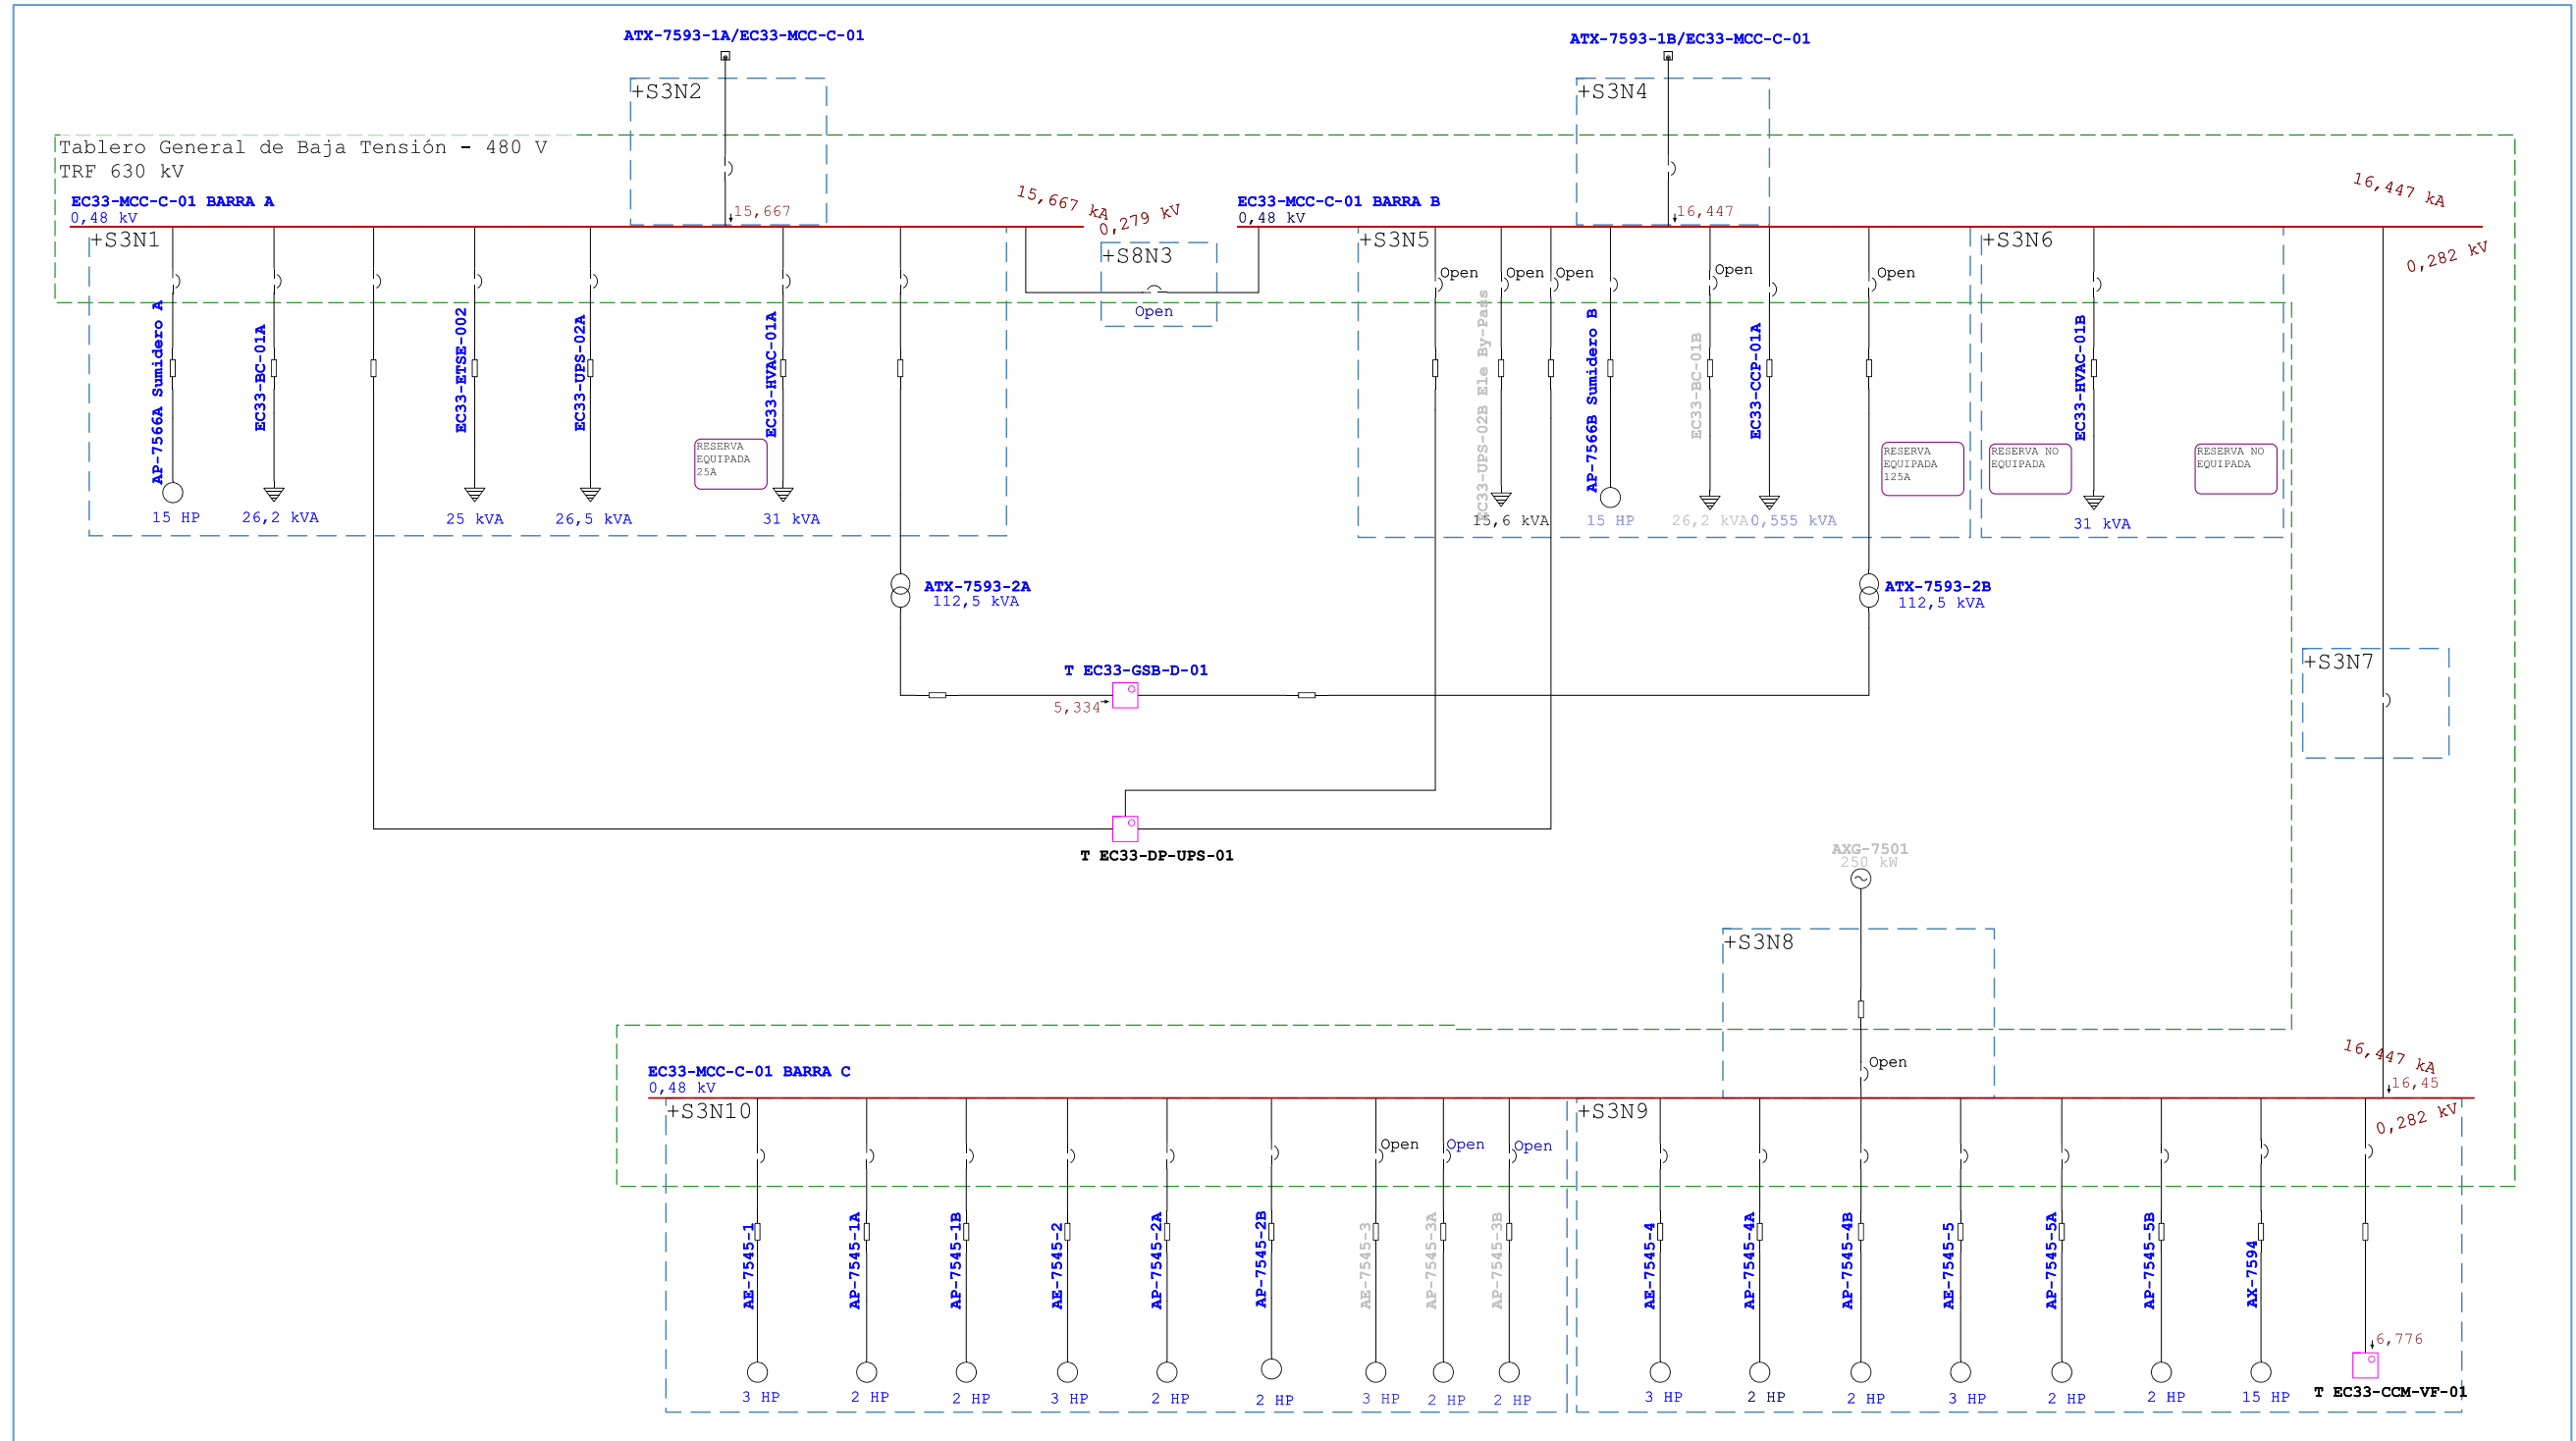 ATX-7593-1A/EC33-MCC-C-01
ATX-7593-1B/EC33-MCC-C-01
+S3N2
+S3N4
Tablero General de Baja Tensión - 480 V
TRF 630 kV
EC33-MCC-C-01 BARRA A
0,48 kV
15,667
15,667 kA
0,279 kV
EC33-MCC-C-01 BARRA B
0,48 kV
16,447
16,447 kA
0,282 kV
+S3N1
+S8N3
Open
+S3N5
+S3N6
Open
Open
Open
Open
Open
AP-7566A Sumidero A
EC33-BC-01A
EC33-ETSE-002
EC33-UPS-02A
EC33-HVAC-01A
EC33-UPS-02B Ele By-Pass
AP-7566B Sumidero B
EC33-BC-01B
EC33-CCP-01A
EC33-HVAC-01B
RESERVA
EQUIPADA
25A
RESERVA
EQUIPADA
125A
RESERVA NO
EQUIPADA
RESERVA NO
EQUIPADA
15 HP
26,2 kVA
25 kVA
26,5 kVA
31 kVA
15,6 kVA
15 HP
26,2 kVA
0,555 kVA
31 kVA
ATX-7593-2A
112,5 kVA
ATX-7593-2B
112,5 kVA
T EC33-GSB-D-01
5,334
+S3N7
T EC33-DP-UPS-01
AXG-7501
250 kW
+S3N8
Open
EC33-MCC-C-01 BARRA C
0,48 kV
16,447 kA
16,45
0,282 kV
+S3N10
+S3N9
Open
Open
Open
AE-7545-1
AP-7545-1A
AP-7545-1B
AE-7545-2
AP-7545-2A
AP-7545-2B
AE-7545-3
AP-7545-3A
AP-7545-3B
AE-7545-4
AP-7545-4A
AP-7545-4B
AE-7545-5
AP-7545-5A
AP-7545-5B
AX-7594
6,776
3 HP
2 HP
2 HP
3 HP
2 HP
2 HP
3 HP
2 HP
2 HP
3 HP
2 HP
2 HP
3 HP
2 HP
2 HP
15 HP
T EC33-CCM-VF-01